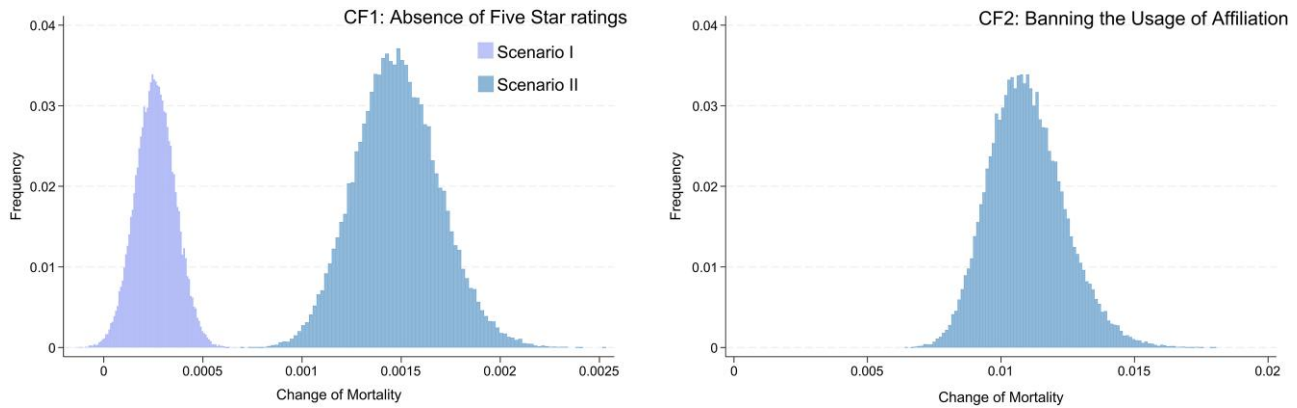 CF1: Absence of Five Star ratings
Scenario I
Scenario II
0.04
0.03
0.02
0.01
0
Frequency
0
0.0005
0.001
0.0015
0.002
0.0025
Change of Mortality
CF2: Banning the Usage of Affiliation
0.04
0.03
0.02
0.01
0
Frequency
0
0.005
0.01
0.015
0.02
Change of Mortality